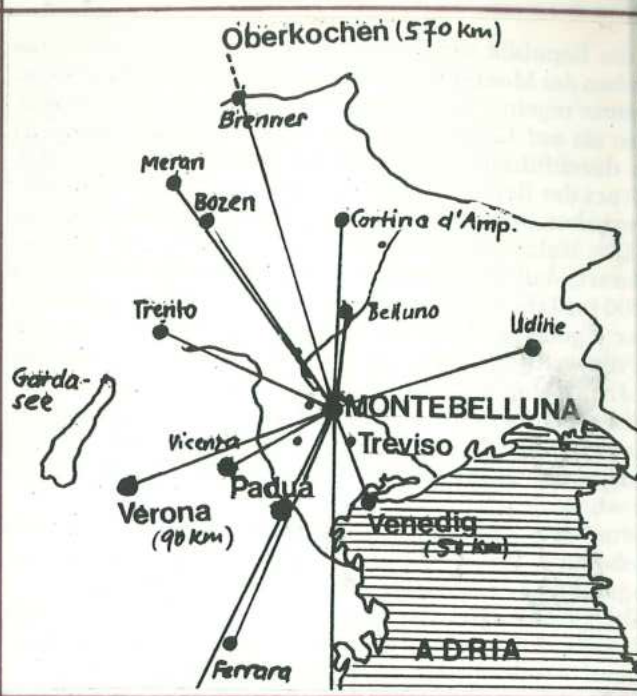 Oberkochen (570 km)
Brenner
Meran
Bozen
Cortina d'Amp.
Trento
Belluno
Udine
Garda-
see
MONTEBELLUNA
Vicenza
Treviso
Padua
Verona
(90 km)
Venedig
(50 km)
ADRIA
Ferrara